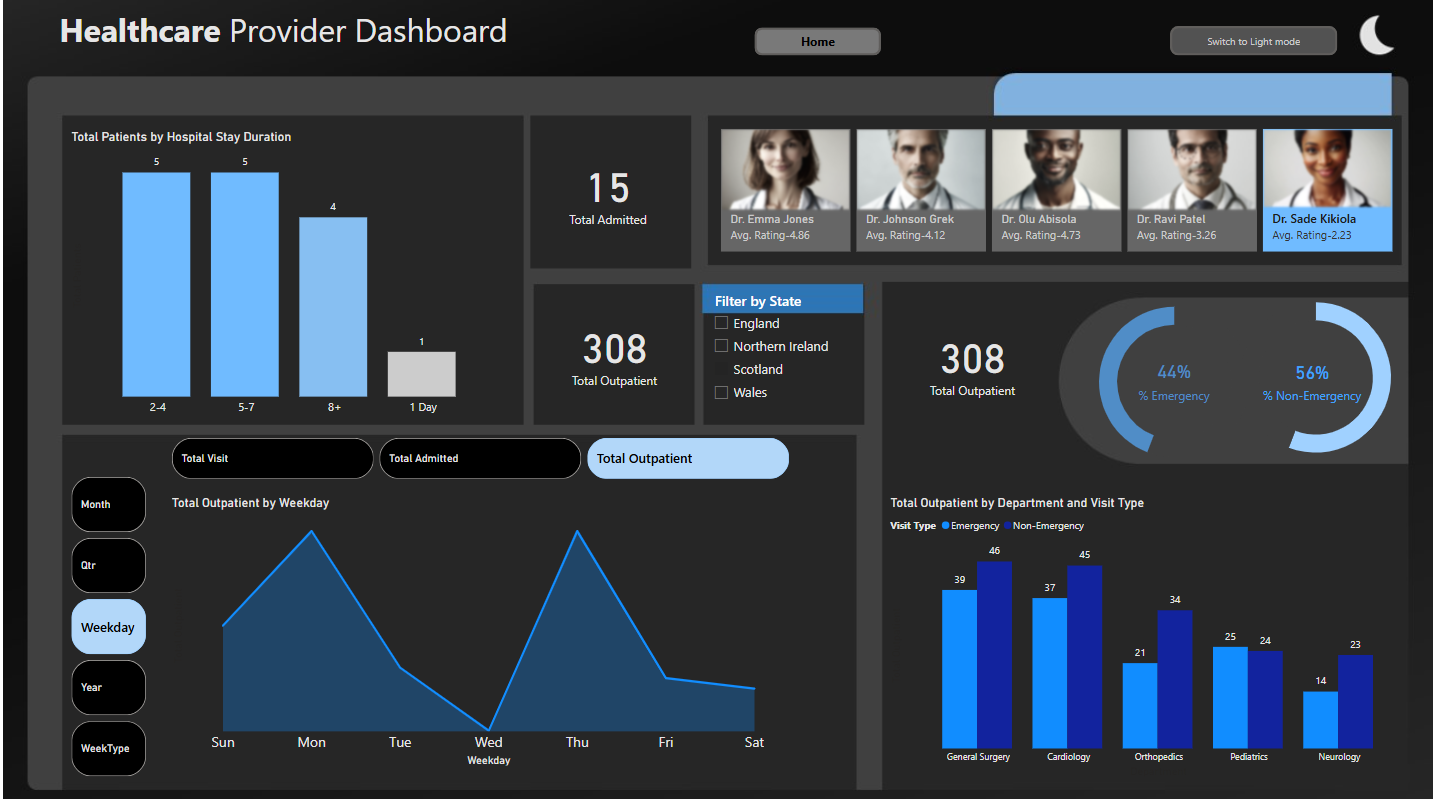 Healthcare Provider Dashboard
Home
Switch to Light mode
Total Patients by Hospital Stay Duration
5
5
4
1
2-4
5-7
8+
1 Day
15
Total Admitted
Dr. Emma Jones
Avg. Rating-4.86
Dr. Johnson Grek
Avg. Rating-4.12
Dr. Olu Abisola
Avg. Rating-4.73
Dr. Ravi Patel
Avg. Rating-3.26
Dr. Sade Kikiola
Avg. Rating-2.23
308
Total Outpatient
Filter by State
England
Northern Ireland
Scotland
Wales
308
Total Outpatient
44%
% Emergency
56%
% Non-Emergency
Total Visit
Total Admitted
Total Outpatient
Month
Qtr
Weekday
Year
WeekType
Total Outpatient by Weekday
Sun
Mon
Tue
Wed
Thu
Fri
Sat
Weekday
Total Outpatient by Department and Visit Type
Visit Type Emergency Non-Emergency
39
46
37
45
21
34
25
24
14
23
General Surgery
Cardiology
Orthopedics
Pediatrics
Neurology